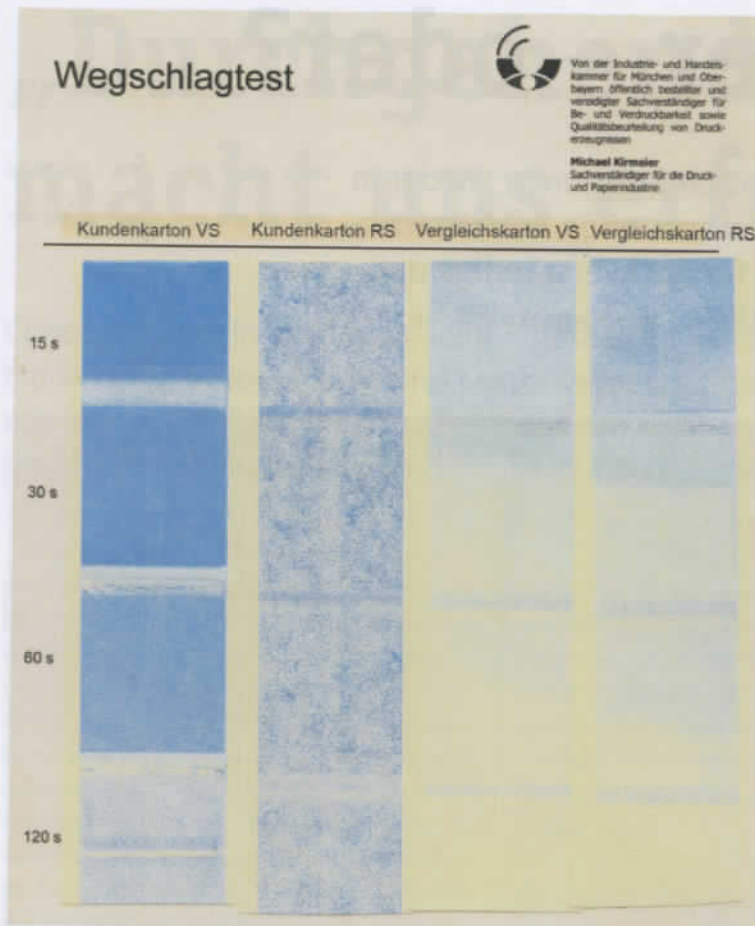 Wegschlagtest
Von der Industrie- und Handels-
kammer für München und Ober-
bayern öffentlich bestellter und
vereidigter Sachverständiger für
Be- und Verdruckbarkeit sowie
Qualitätsbeurteilung von Druck-
erzeugnissen
Michael Kirmeier
Sachverständiger für die Druck-
und Papierindustrie
Kundenkarton VS Kundenkarton RS Vergleichskarton VS Vergleichskarton RS
15 s
30 s
60 s
120 s